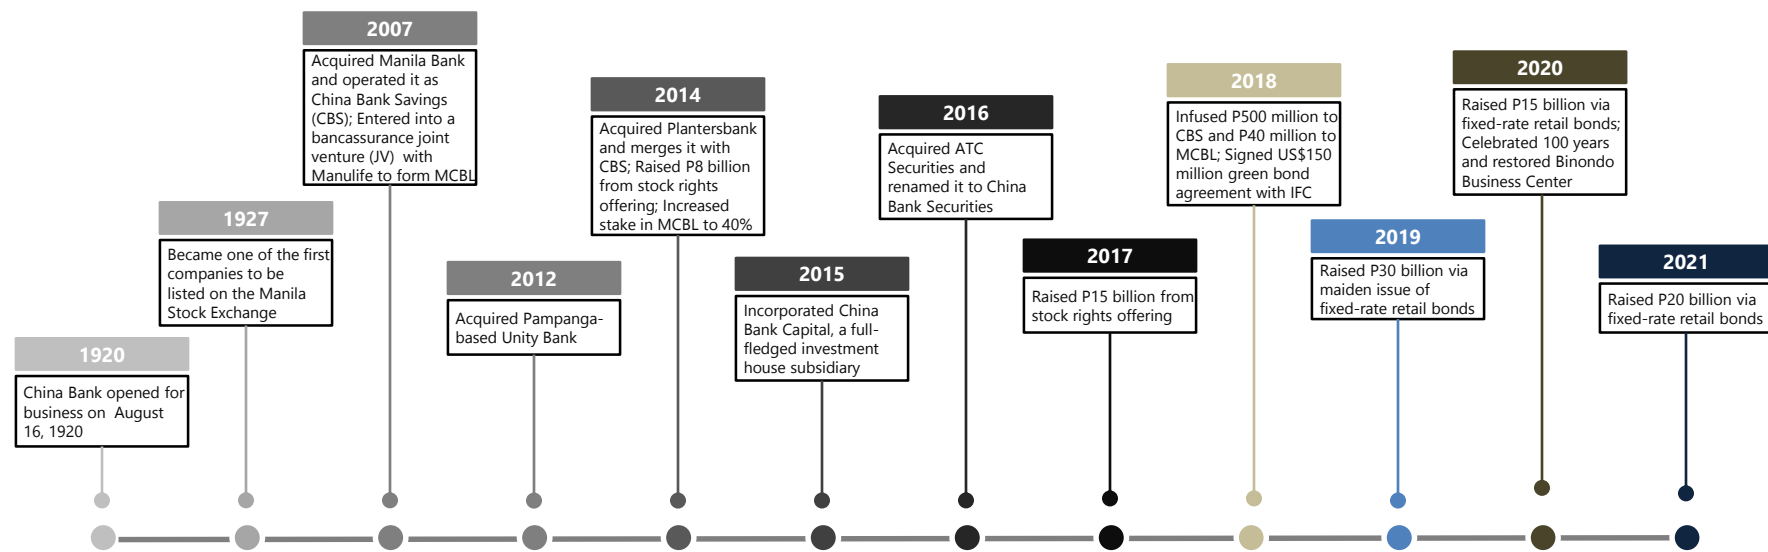 1920
China Bank opened for
business on August
16, 1920
1927
Became one of the first
companies to be
listed on the Manila
Stock Exchange
2007
Acquired Manila Bank
and operated it as
China Bank Savings
(CBS); Entered into a
bancassurance joint
venture (JV) with
Manulife to form MCBL
2012
Acquired Pampanga-
based Unity Bank
2014
Acquired Plantersbank
and merges it with
CBS; Raised P8 billion
from stock rights
offering; Increased
stake in MCBL to 40%
2015
Incorporated China
Bank Capital, a full-
fledged investment
house subsidiary
2016
Acquired ATC
Securities and
renamed it to China
Bank Securities
2017
Raised P15 billion from
stock rights offering
2018
Infused P500 million to
CBS and P40 million to
MCBL; Signed US$150
million green bond
agreement with IFC
2019
Raised P30 billion via
maiden issue of
fixed-rate retail bonds
2020
Raised P15 billion via
fixed-rate retail bonds;
Celebrated 100 years
and restored Binondo
Business Center
2021
Raised P20 billion via
fixed-rate retail bonds